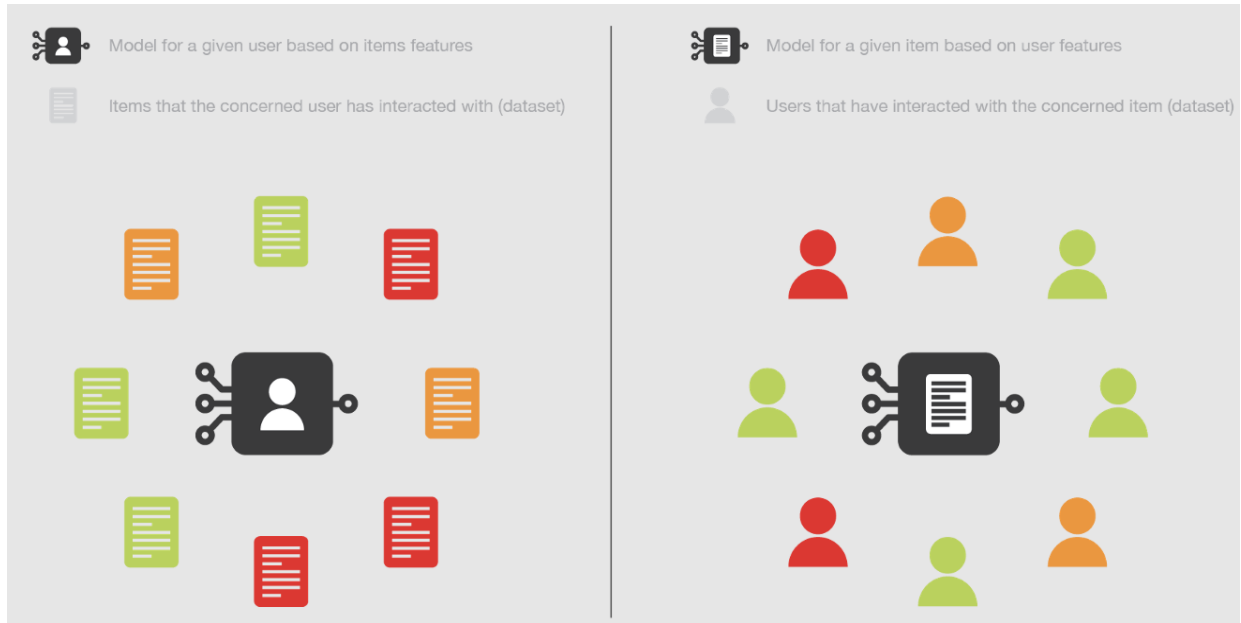 Model for a given user based on items features
Items that the concerned user has interacted with (dataset)
Model for a given item based on user features
Users that have interacted with the concerned item (dataset)